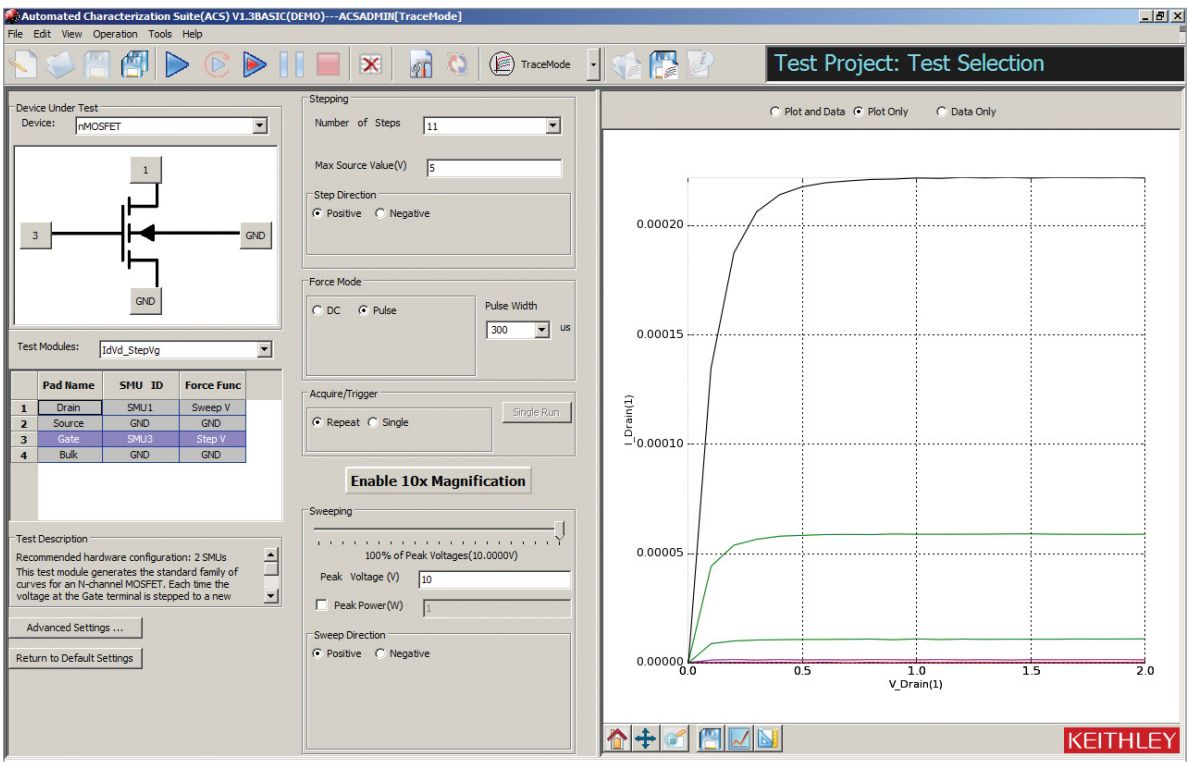 Automated Characterization Suite(ACS) V1.3BASIC(DEMO)---ACSADMIN[TraceMode]
File Edit View Operation Tools Help
TraceMode
Test Project: Test Selection
Device Under Test
Device: nMOSFET
1
3
GND
GND
Test Modules: IdVd_StepVg
Pad Name SMU ID Force Func
1 Drain SMU1 Sweep V
2 Source GND GND
3 Gate SMU3 Step V
4 Bulk GND GND
Test Description
Recommended hardware configuration: 2 SMUs
This test module generates the standard family of
curves for an N-channel MOSFET. Each time the
voltage at the Gate terminal is stepped to a new
Advanced Settings ...
Return to Default Settings
Stepping
Number of Steps 11
Max Source Value(V) 5
Step Direction
Positive Negative
Force Mode
DC Pulse
Pulse Width
300 us
Acquire/Trigger
Repeat Single
Single Run
Enable 10x Magnification
Sweeping
100% of Peak Voltages(10.0000V)
Peak Voltage (V) 10
Peak Power(W) 1
Sweep Direction
Positive Negative
Plot and Data Plot Only Data Only
0.00020
0.00015
0.00010
0.00005
0.00000
I_Drain(1)
0.0 0.5 1.0 1.5 2.0
V_Drain(1)
KEITHLEY